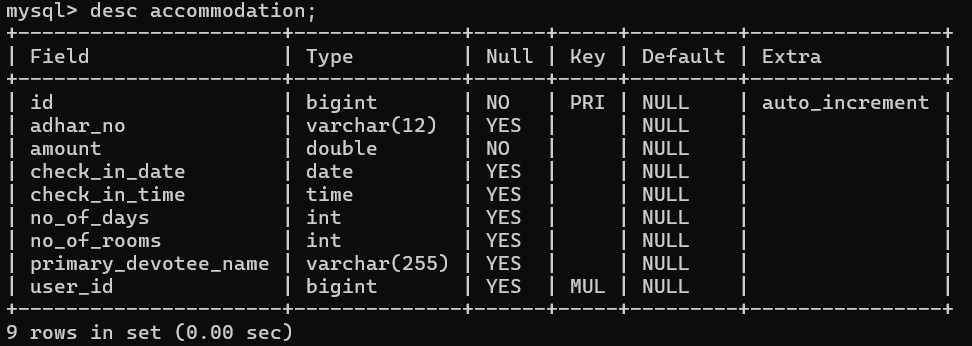 mysql> desc accommodation;
+---------------------+--------------+------+-----+---------+----------------+
| Field               | Type         | Null | Key | Default | Extra          |
+---------------------+--------------+------+-----+---------+----------------+
| id                  | bigint       | NO   | PRI | NULL    | auto_increment |
| adhar_no            | varchar(12)  | YES  |     | NULL    |                |
| amount              | double       | NO   |     | NULL    |                |
| check_in_date       | date         | YES  |     | NULL    |                |
| check_in_time       | time         | YES  |     | NULL    |                |
| no_of_days          | int          | YES  |     | NULL    |                |
| no_of_rooms         | int          | YES  |     | NULL    |                |
| primary_devotee_name | varchar(255) | YES  |     | NULL    |                |
| user_id             | bigint       | YES  | MUL | NULL    |                |
+---------------------+--------------+------+-----+---------+----------------+
9 rows in set (0.00 sec)